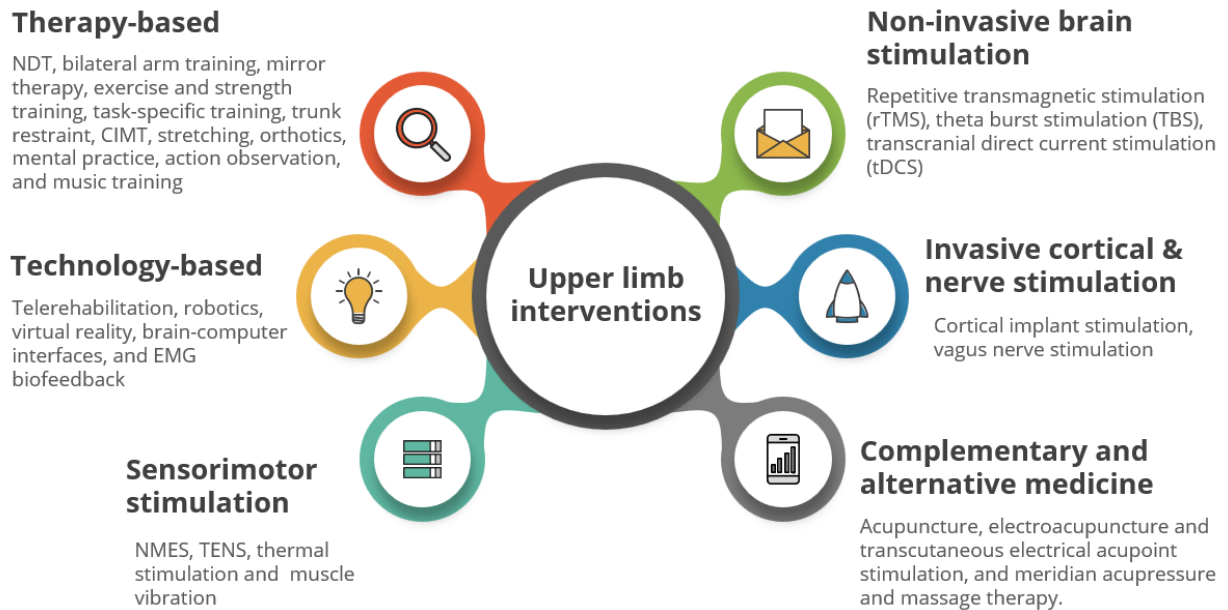 Therapy-based
NDT, bilateral arm training, mirror
therapy, exercise and strength
training, task-specific training, trunk
restraint, CIMT, stretching, orthotics,
mental practice, action observation,
and music training
Technology-based
Telerehabilitation, robotics,
virtual reality, brain-computer
interfaces, and EMG
biofeedback
Sensorimotor
stimulation
NMES, TENS, thermal
stimulation and  muscle
vibration
Upper limb
interventions
Non-invasive brain
stimulation
Repetitive transmagnetic stimulation
(rTMS), theta burst stimulation (TBS),
transcranial direct current stimulation
(tDCS)
Invasive cortical &
nerve stimulation
Cortical implant stimulation,
vagus nerve stimulation
Complementary and
alternative medicine
Acupuncture, electroacupuncture and
transcutaneous electrical acupoint
stimulation, and meridian acupressure
and massage therapy.